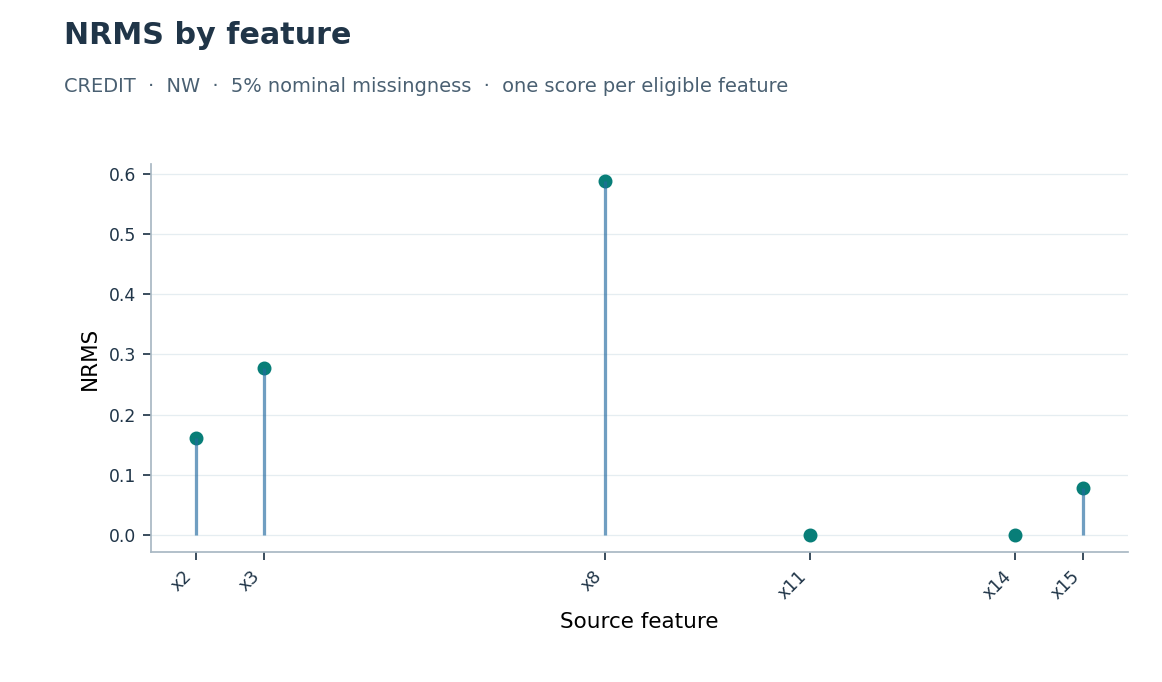 NRMS by feature
CREDIT · NW · 5% nominal missingness · one score per eligible feature
0.6
0.5
0.4
0.3
0.2
0.1
0.0
NRMS
x2 x3 x8 x11 x14 x15
Source feature